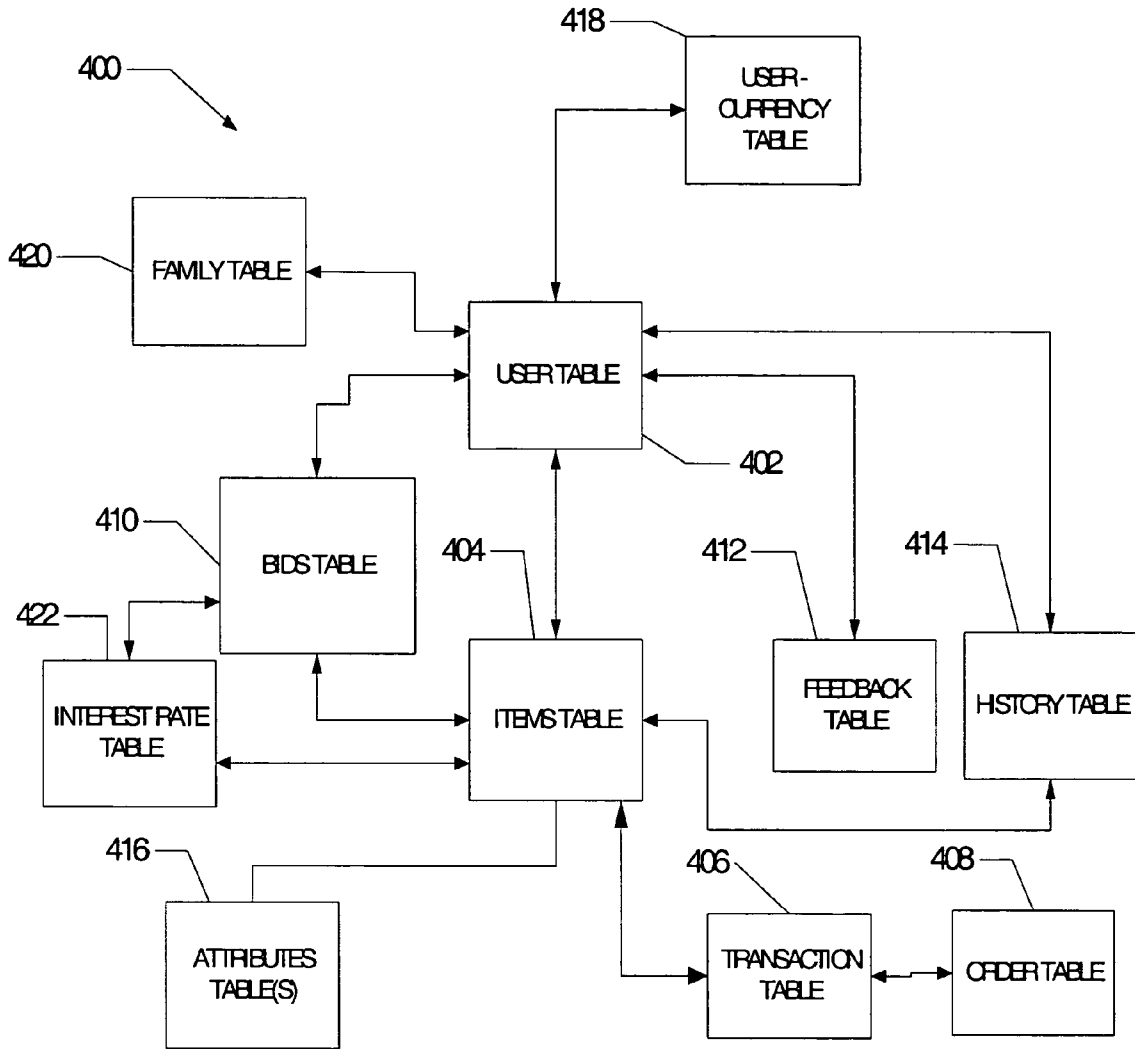 418
USER -
CURRENCY
TABLE
400
420
FAMILY TABLE
USER TABLE
402
410
BIDS TABLE
404
412
414
422
INTEREST RATE
TABLE
ITEMS TABLE
FEEDBACK
TABLE
HISTORY TABLE
416
ATTRIBUTES
TABLE(S)
406
TRANSACTION
TABLE
408
ORDER TABLE